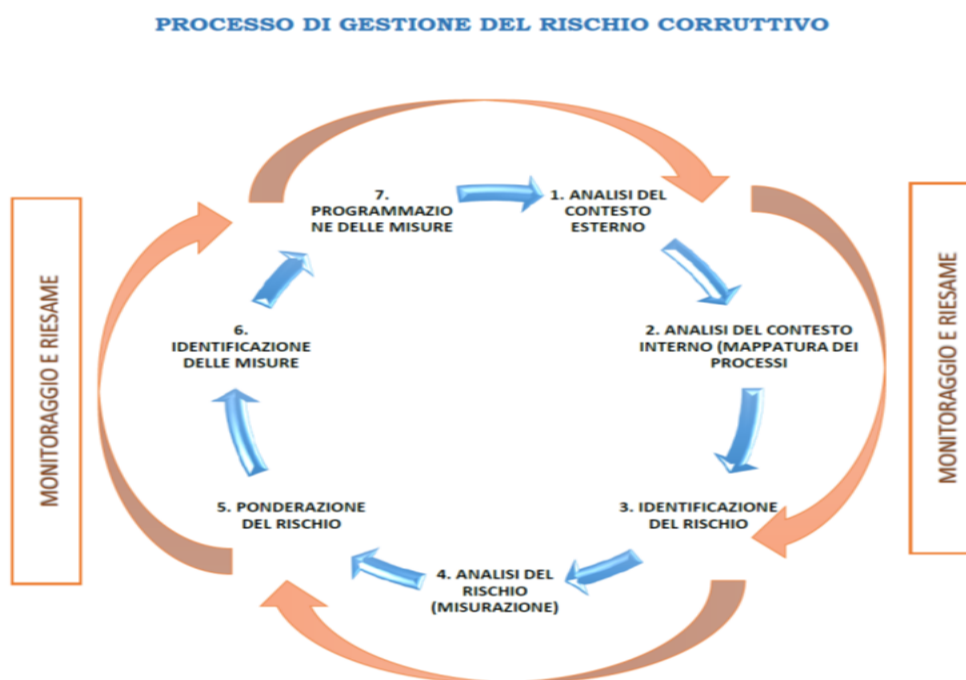 PROCESSO DI GESTIONE DEL RISCHIO CORRUTTIVO
7.
PROGRAMMAZIO
NE DELLE MISURE
1. ANALISI DEL
CONTESTO
ESTERNO
2. ANALISI DEL CONTESTO
INTERNO (MAPPATURA DEI
PROCESSI
3. IDENTIFICAZIONE
DEL RISCHIO
4. ANALISI DEL
RISCHIO
(MISURAZIONE)
5. PONDERAZIONE
DEL RISCHIO
6.
IDENTIFICAZIONE
DELLE MISURE
MONITORAGGIO E RIESAME
MONITORAGGIO E RIESAME